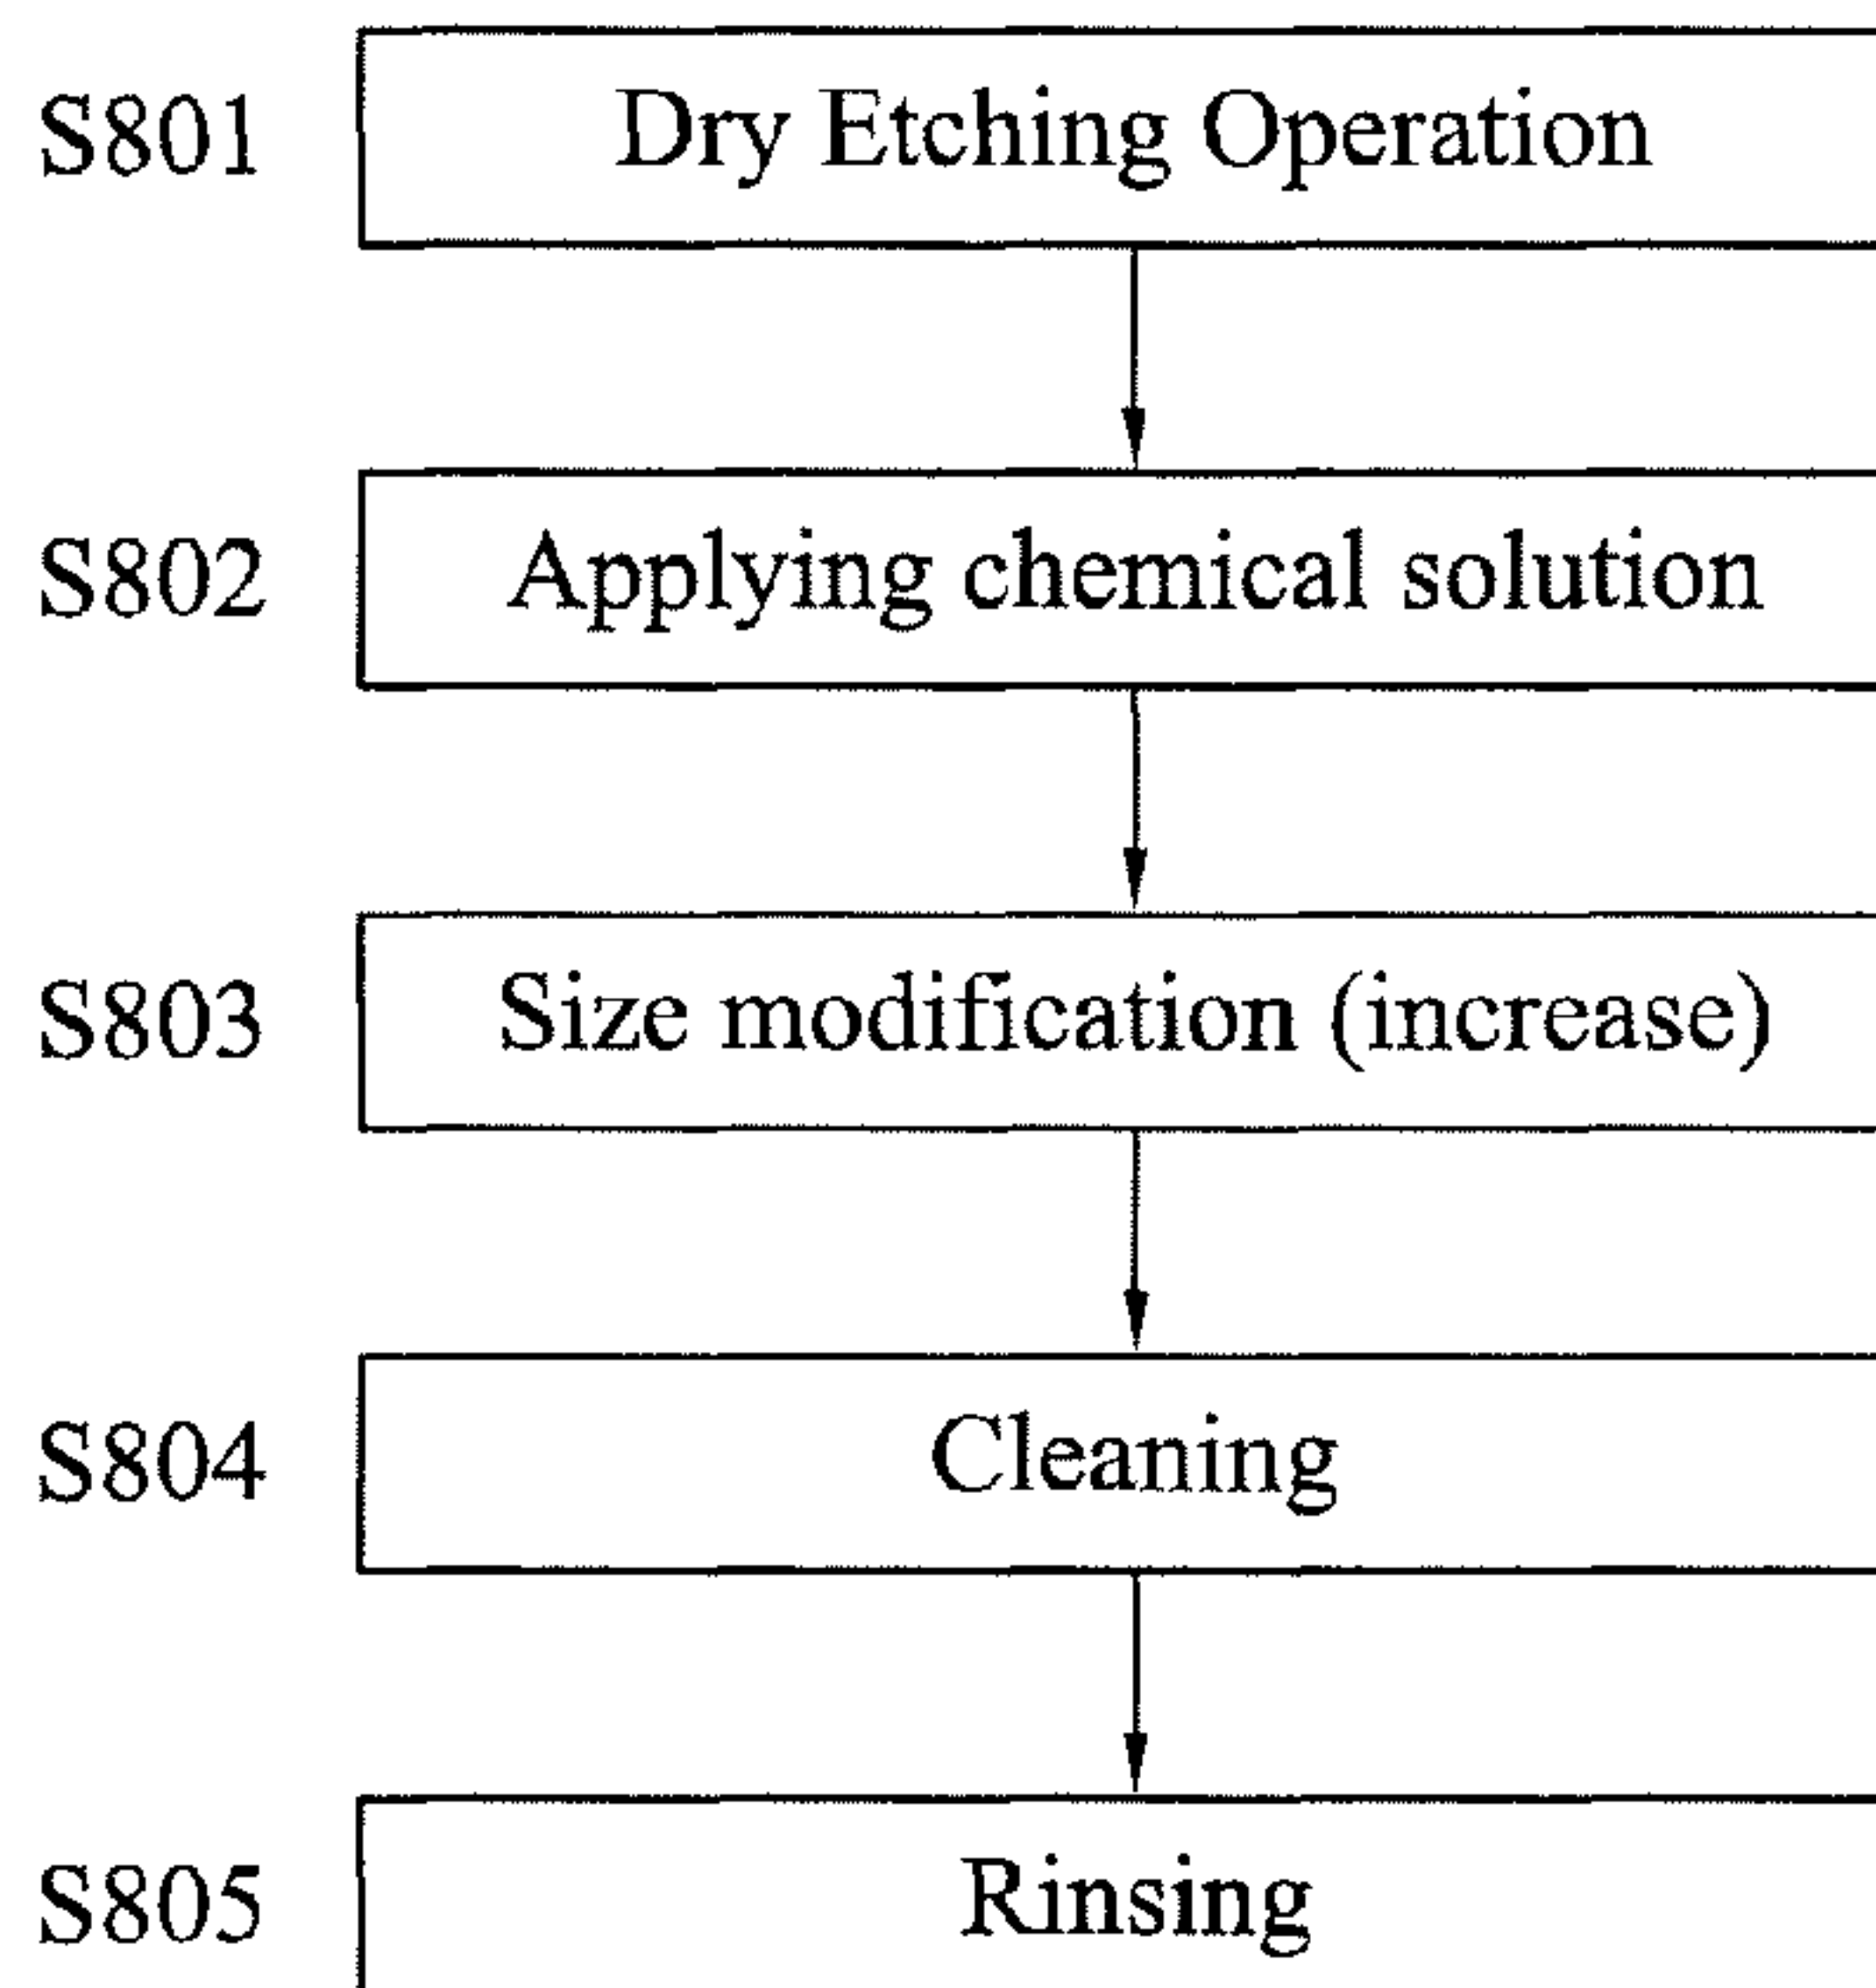 S801 Dry Etching Operation
S802 Applying chemical solution
S803 Size modification (increase)
S804 Cleaning
S805 Rinsing